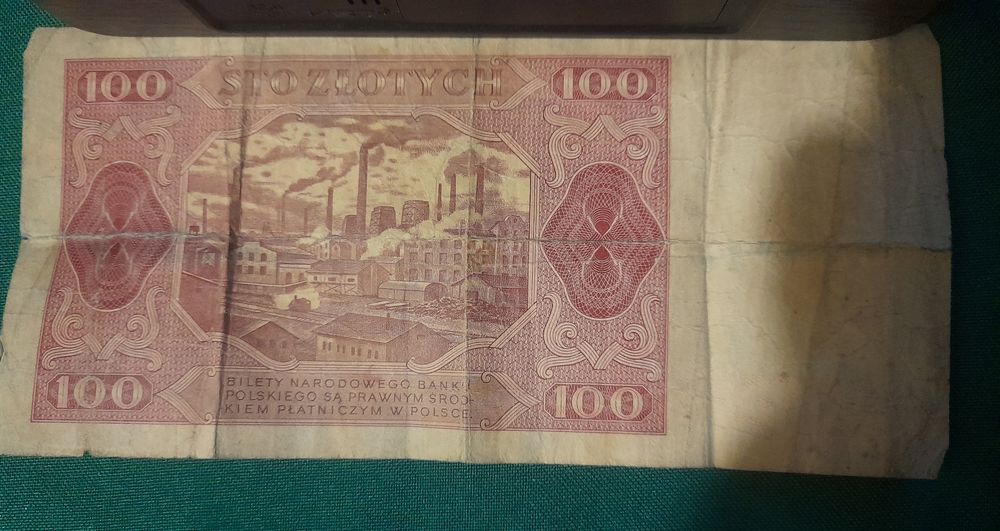 100 STO ZŁOTYCH 100
BILETY NARODOWEGO BANKU
POLSKIEGO SĄ PRAWNYM ŚROD-
KIEM PŁATNICZYM W POLSCE.
100 100